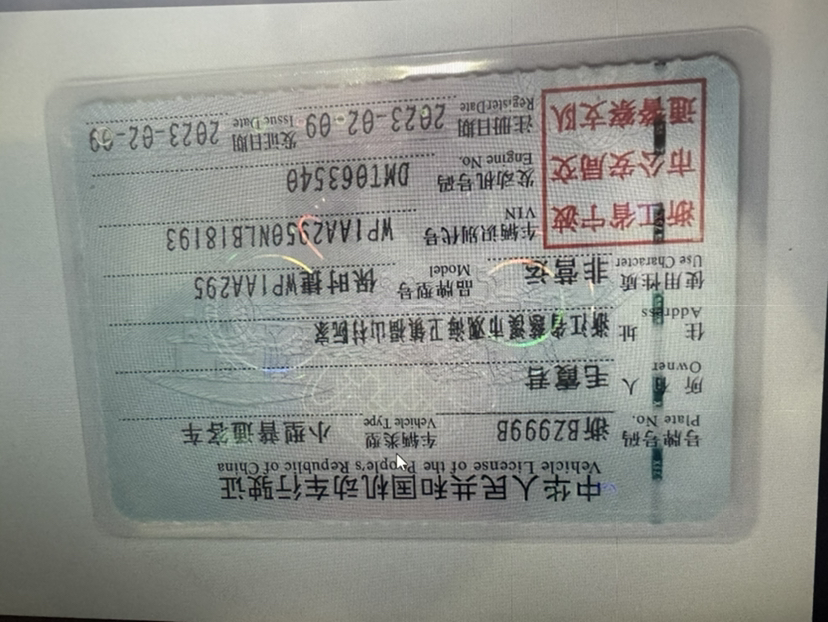 中华人民共和国机动车行驶证
Vehicle License of the People's Republic of China
号牌号码 浙BZ999B 车辆类型 小型普通客车
Plate No. Vehicle Type
所有人 毛霞君
Owner
住址 浙江省慈溪市观海卫镇福山村阮家
Address
使用性质 非营运 品牌型号 保时捷WP1AA295
Use Character Model
浙江省宁波
市公安局交
通警察支队
车辆识别代号 WP1AA2950NLB18193
VIN
发动机号码 DMT063540
Engine No.
注册日期 2023-02-09 发证日期 2023-02-09
Register Date Issue Date